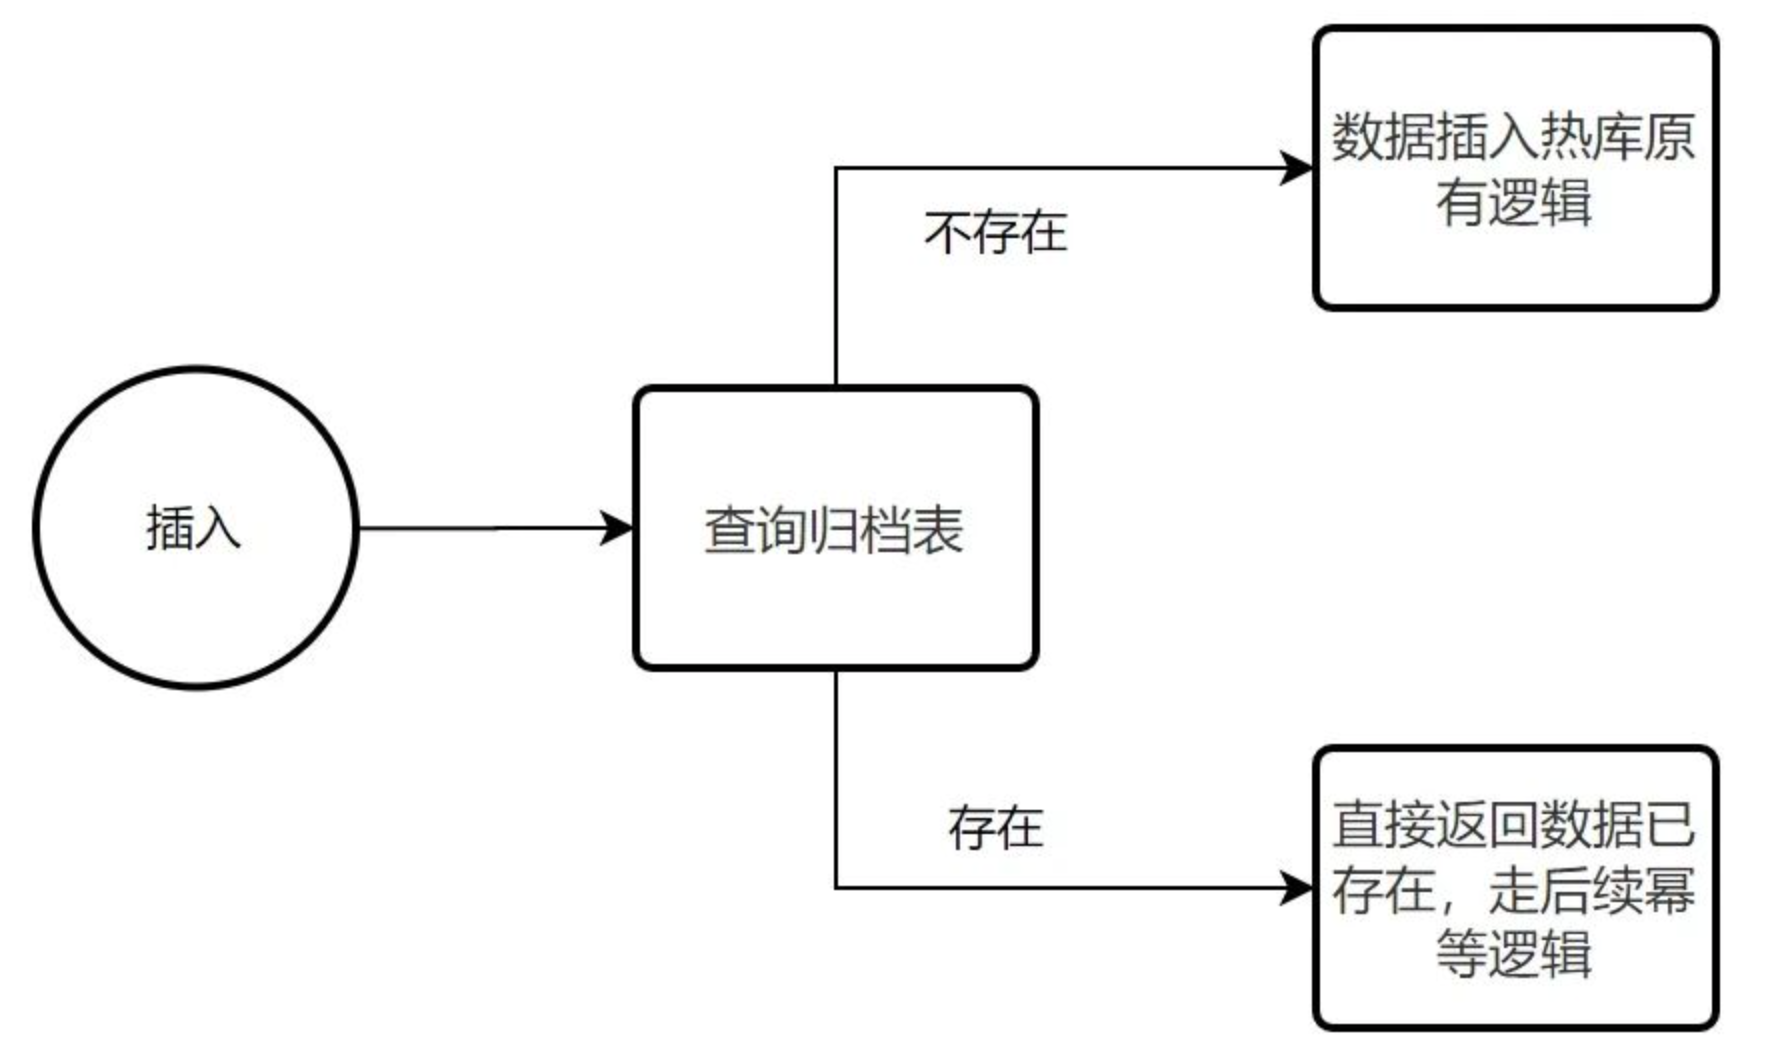 插入
查询归档表
不存在
数据插入热库原
有逻辑
存在
直接返回数据已
存在，走后续幂
等逻辑